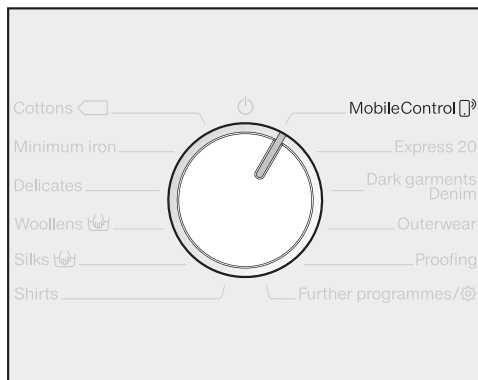 Cottons
Minimum iron
Delicates
Woollens
Silks
Shirts
MobileControl
Express 20
Dark garments
Denim
Outerwear
Proofing
Further programmes/